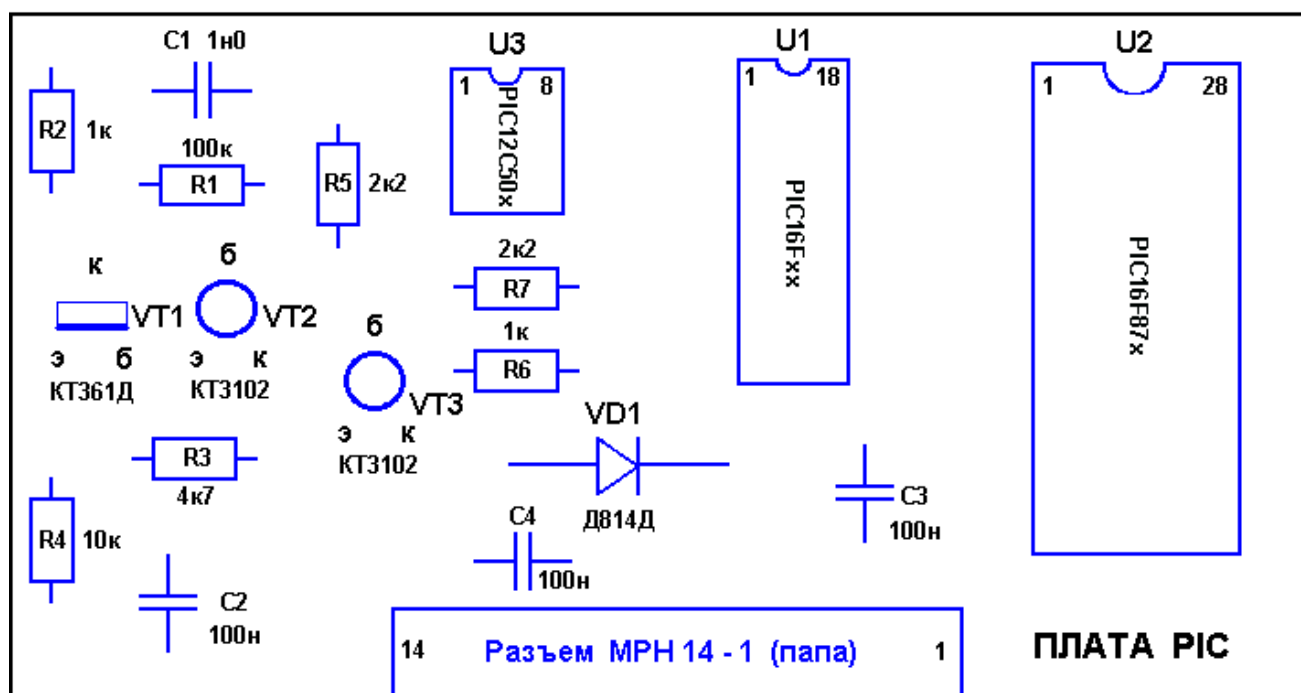 C1 1н0
U3
U1
U2
1 8
1 18
1 28
R2 1к
PIC12C50x
100к
R1
R5 2к2
PIC16Fxx
PIC16F87x
к
б
2к2
R7
VT1
VT2
б
1к
R6
э б
э к
КТ361Д
КТ3102
VT3
VD1
э к
КТ3102
R3
4к7
C3
100н
C4
Д814Д
R4 10к
100н
C2
100н
14 Разъем МРН 14 - 1 (папа) 1
ПЛАТА PIC